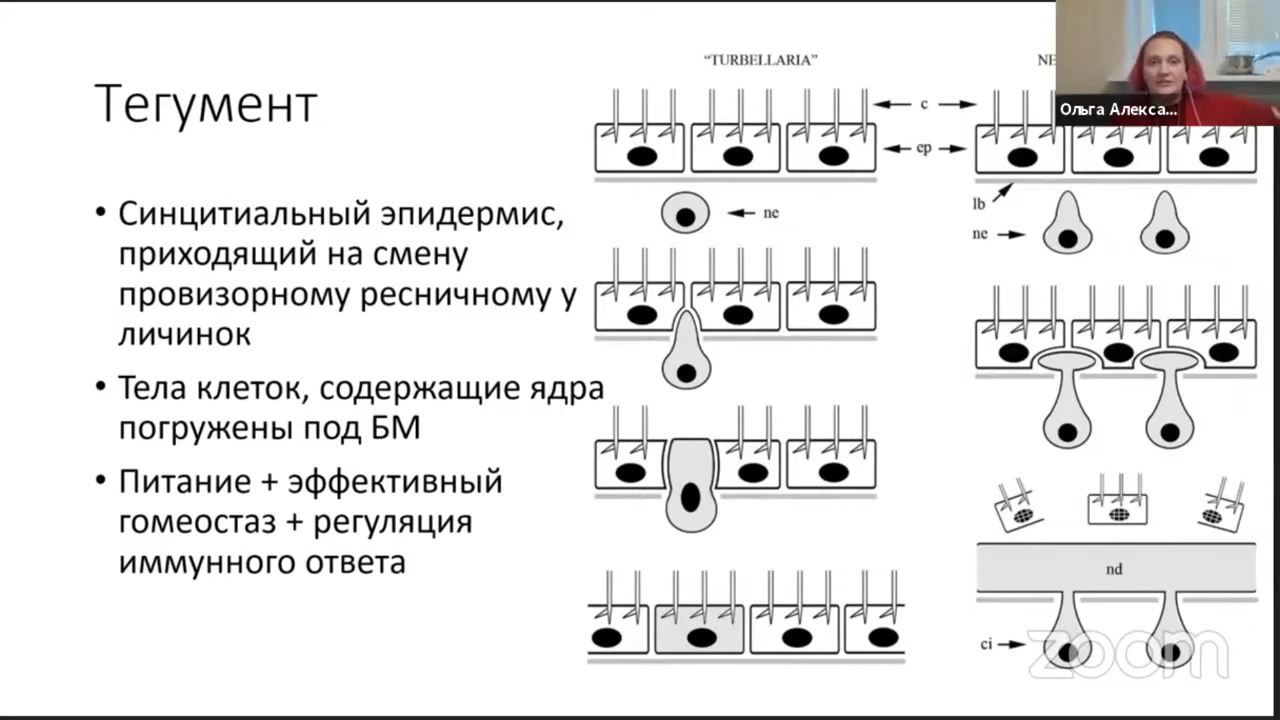 Тегумент
• Синцитиальный эпидермис,
приходящий на смену
провизорному ресничному у
личинок
• Тела клеток, содержащие ядра
погружены под БМ
• Питание + эффективный
гомеостаз + регуляция
иммунного ответа
“TURBELLARIA”
NE
c
ep
ne
lb
ne
nd
ci
Ольга Алекса...
zoom